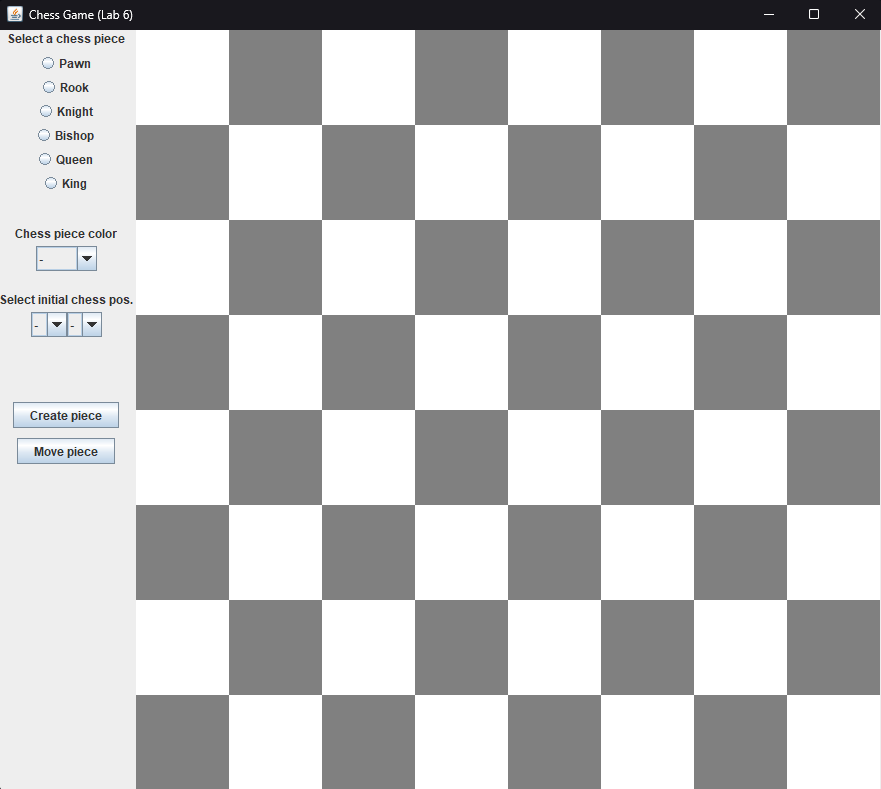 Chess Game (Lab 6)
Select a chess piece
Pawn
Rook
Knight
Bishop
Queen
King
Chess piece color
-
Select initial chess pos.
- -
Create piece
Move piece